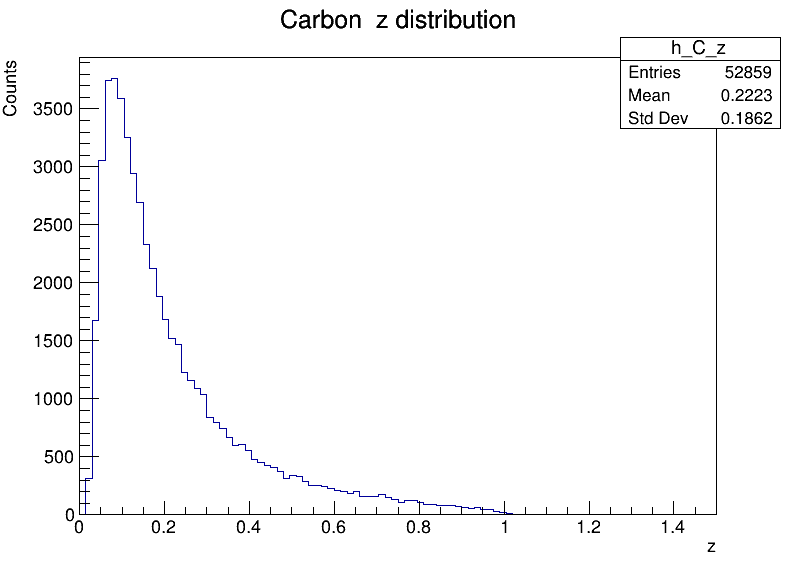 Carbon  z distribution
h_C_z
Entries 52859
Mean 0.2223
Std Dev 0.1862
Counts
3500
3000
2500
2000
1500
1000
500
0
0 0.2 0.4 0.6 0.8 1 1.2 1.4
z